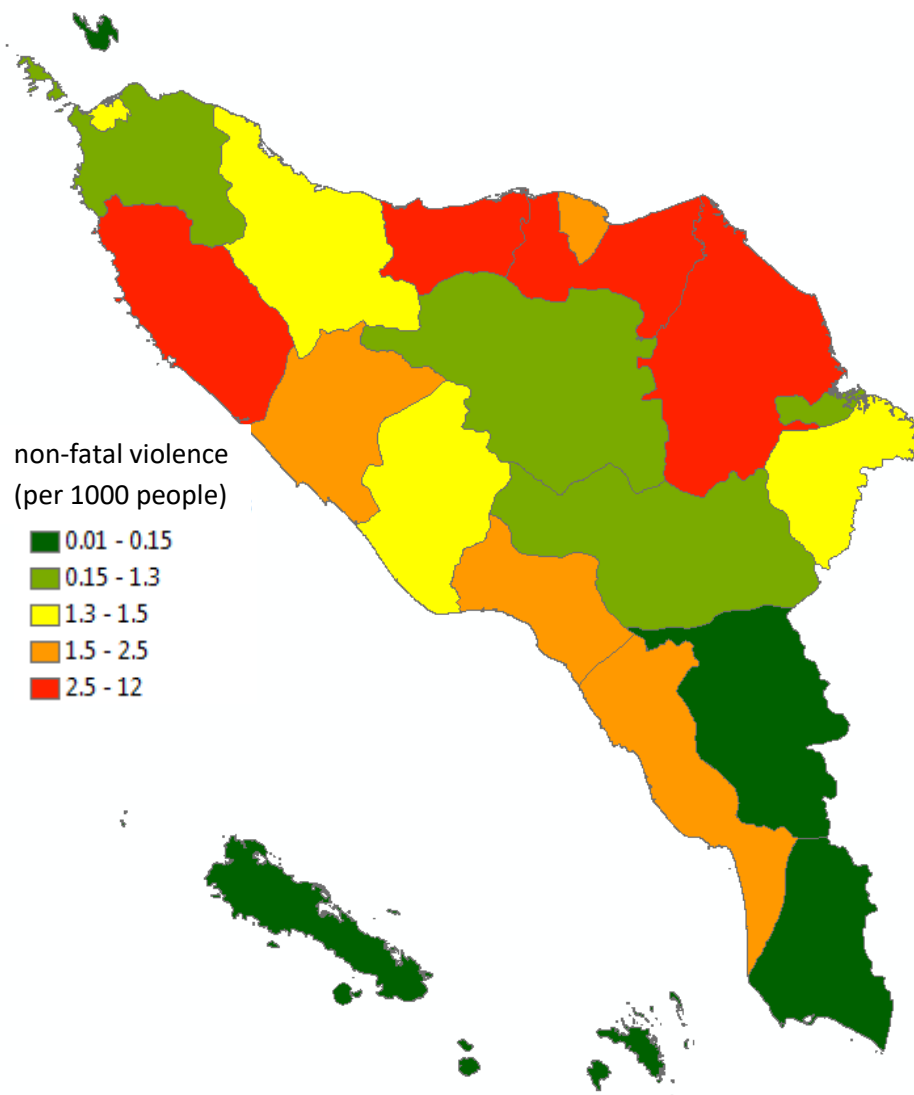 non-fatal violence
(per 1000 people)
0.01 - 0.15
0.15 - 1.3
1.3 - 1.5
1.5 - 2.5
2.5 - 12